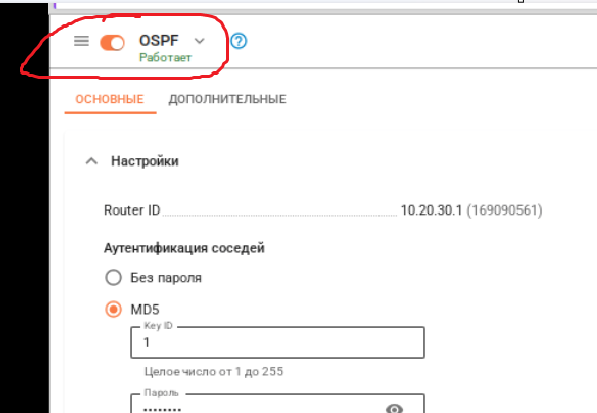 OSPF
Работает
ОСНОВНЫЕ ДОПОЛНИТЕЛЬНЫЕ
Настройки
Router ID 10.20.30.1 (169090561)
Аутентификация соседей
Без пароля
MD5
Key ID
1
Целое число от 1 до 255
Пароль
........